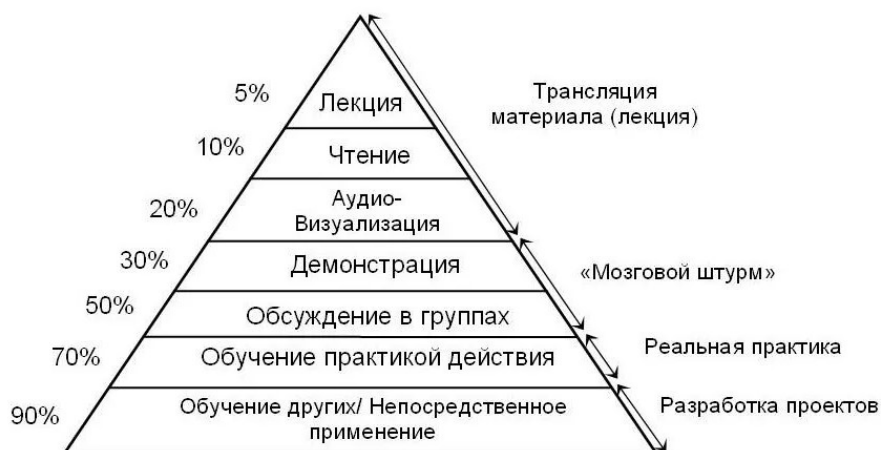 5%
Лекция
Трансляция
материала (лекция)
10%
Чтение
20%
Аудио-
Визуализация
30%
Демонстрация
«Мозговой штурм»
50%
Обсуждение в группах
70%
Обучение практикой действия
Реальная практика
90%
Обучение других/ Непосредственное
применение
Разработка проектов